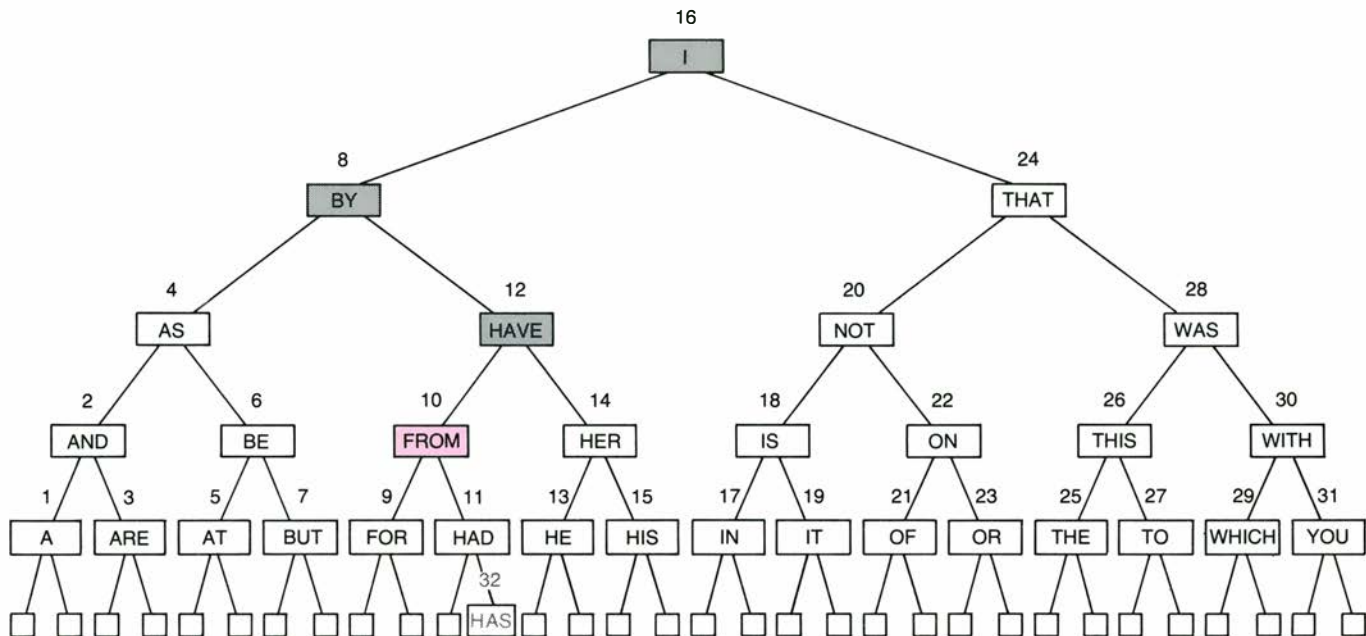 16
I
8 24
BY THAT
4 12 20 28
AS HAVE NOT WAS
2 6 10 14 18 22 26 30
AND BE FROM HER IS ON THIS WITH
1 3 5 7 9 11 13 15 17 19 21 23 25 27 29 31
A ARE AT BUT FOR HAD HE HIS IN IT OF OR THE TO WHICH YOU
32
HAS